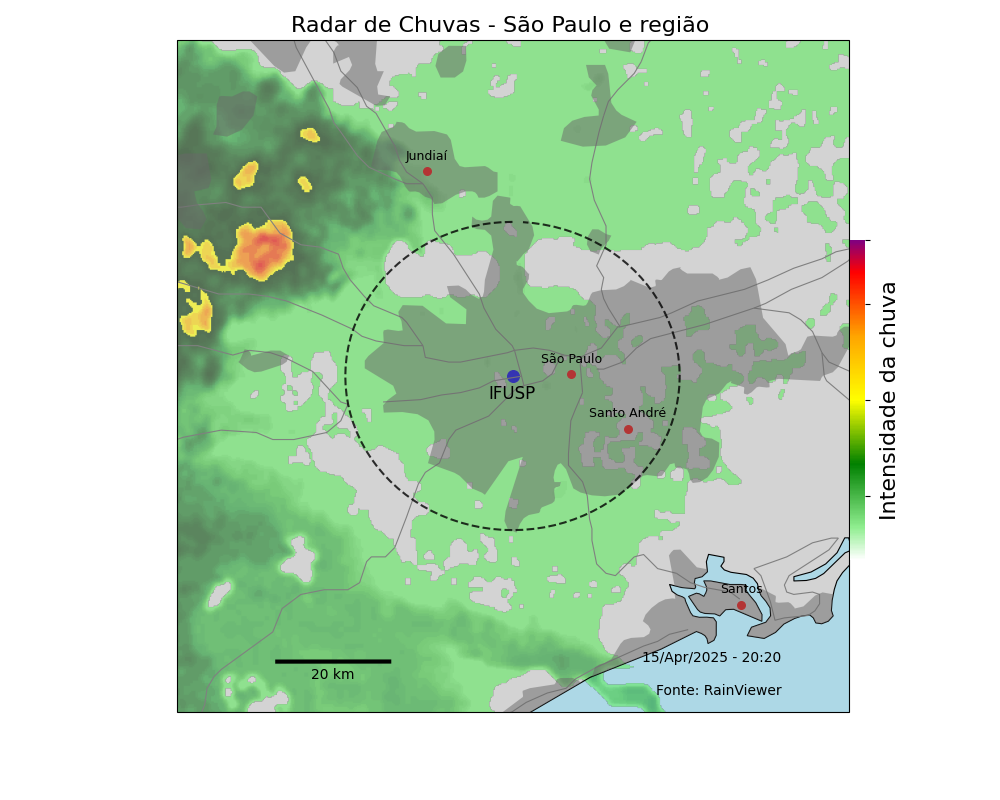 Radar de Chuvas - São Paulo e região
Jundiaí
São Paulo
IFUSP
Santo André
Intensidade da chuva
Santos
15/Apr/2025 - 20:20
20 km
Fonte: RainViewer